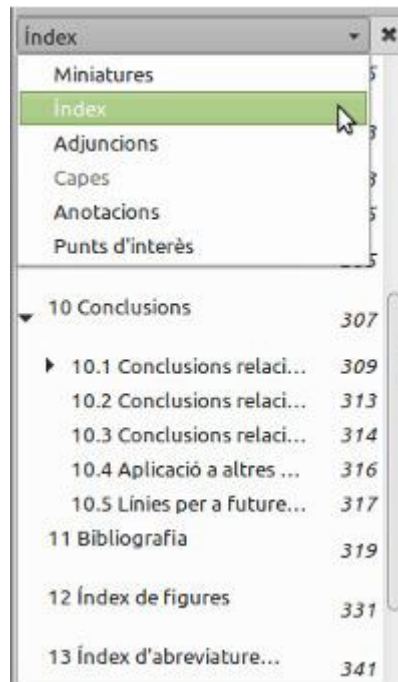 Índex
Miniatures
Índex
Adjuncions
Capes
Anotacions
Punts d'interès
10 Conclusions 307
10.1 Conclusions relaci... 309
10.2 Conclusions relaci... 313
10.3 Conclusions relaci... 314
10.4 Aplicació a altres ... 316
10.5 Línies per a future... 317
11 Bibliografia 319
12 Índex de figures 331
13 Índex d'abreviature... 341